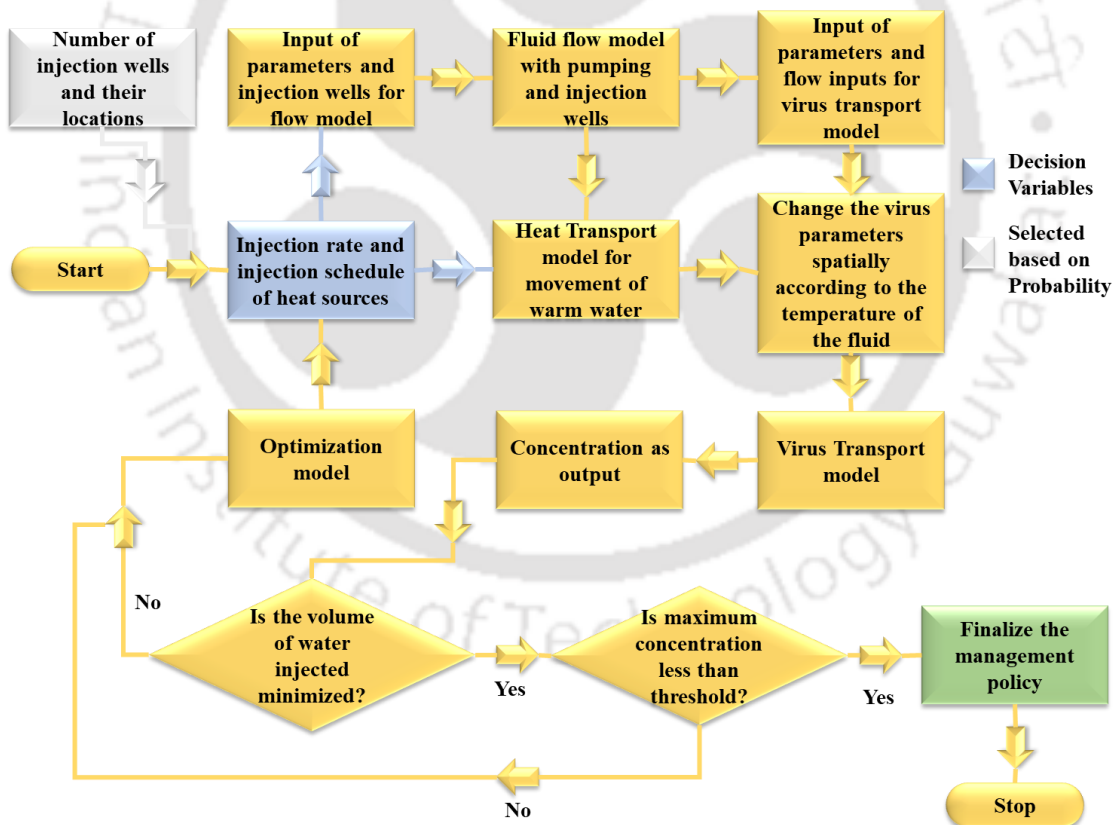 Number of
injection wells
and their
locations
Input of
parameters and
injection wells for
flow model
Fluid flow model
with pumping
and injection
wells
Input of
parameters and
flow inputs for
virus transport
model
Decision
Variables
Selected
based on
Probability
Start
Injection rate and
injection schedule
of heat sources
Heat Transport
model for
movement of
warm water
Change the virus
parameters
spatially
according to the
temperature of
the fluid
Optimization
model
Concentration as
output
Virus Transport
model
No
Is the volume
of water
injected
minimized?
Yes
Is maximum
concentration
less than
threshold?
Yes
Finalize the
management
policy
No
Stop
Indian Institute of Technology Guwahati